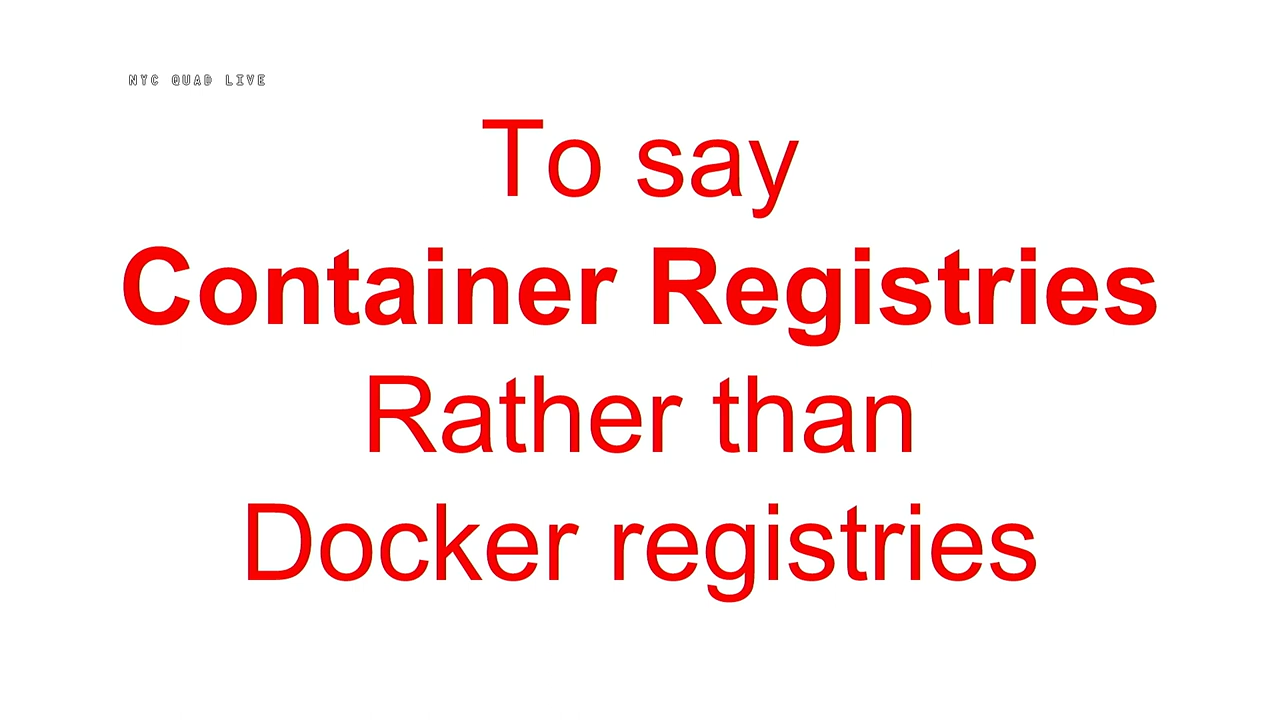 NYC QUAD LIVE
To say
Container Registries
Rather than
Docker registries